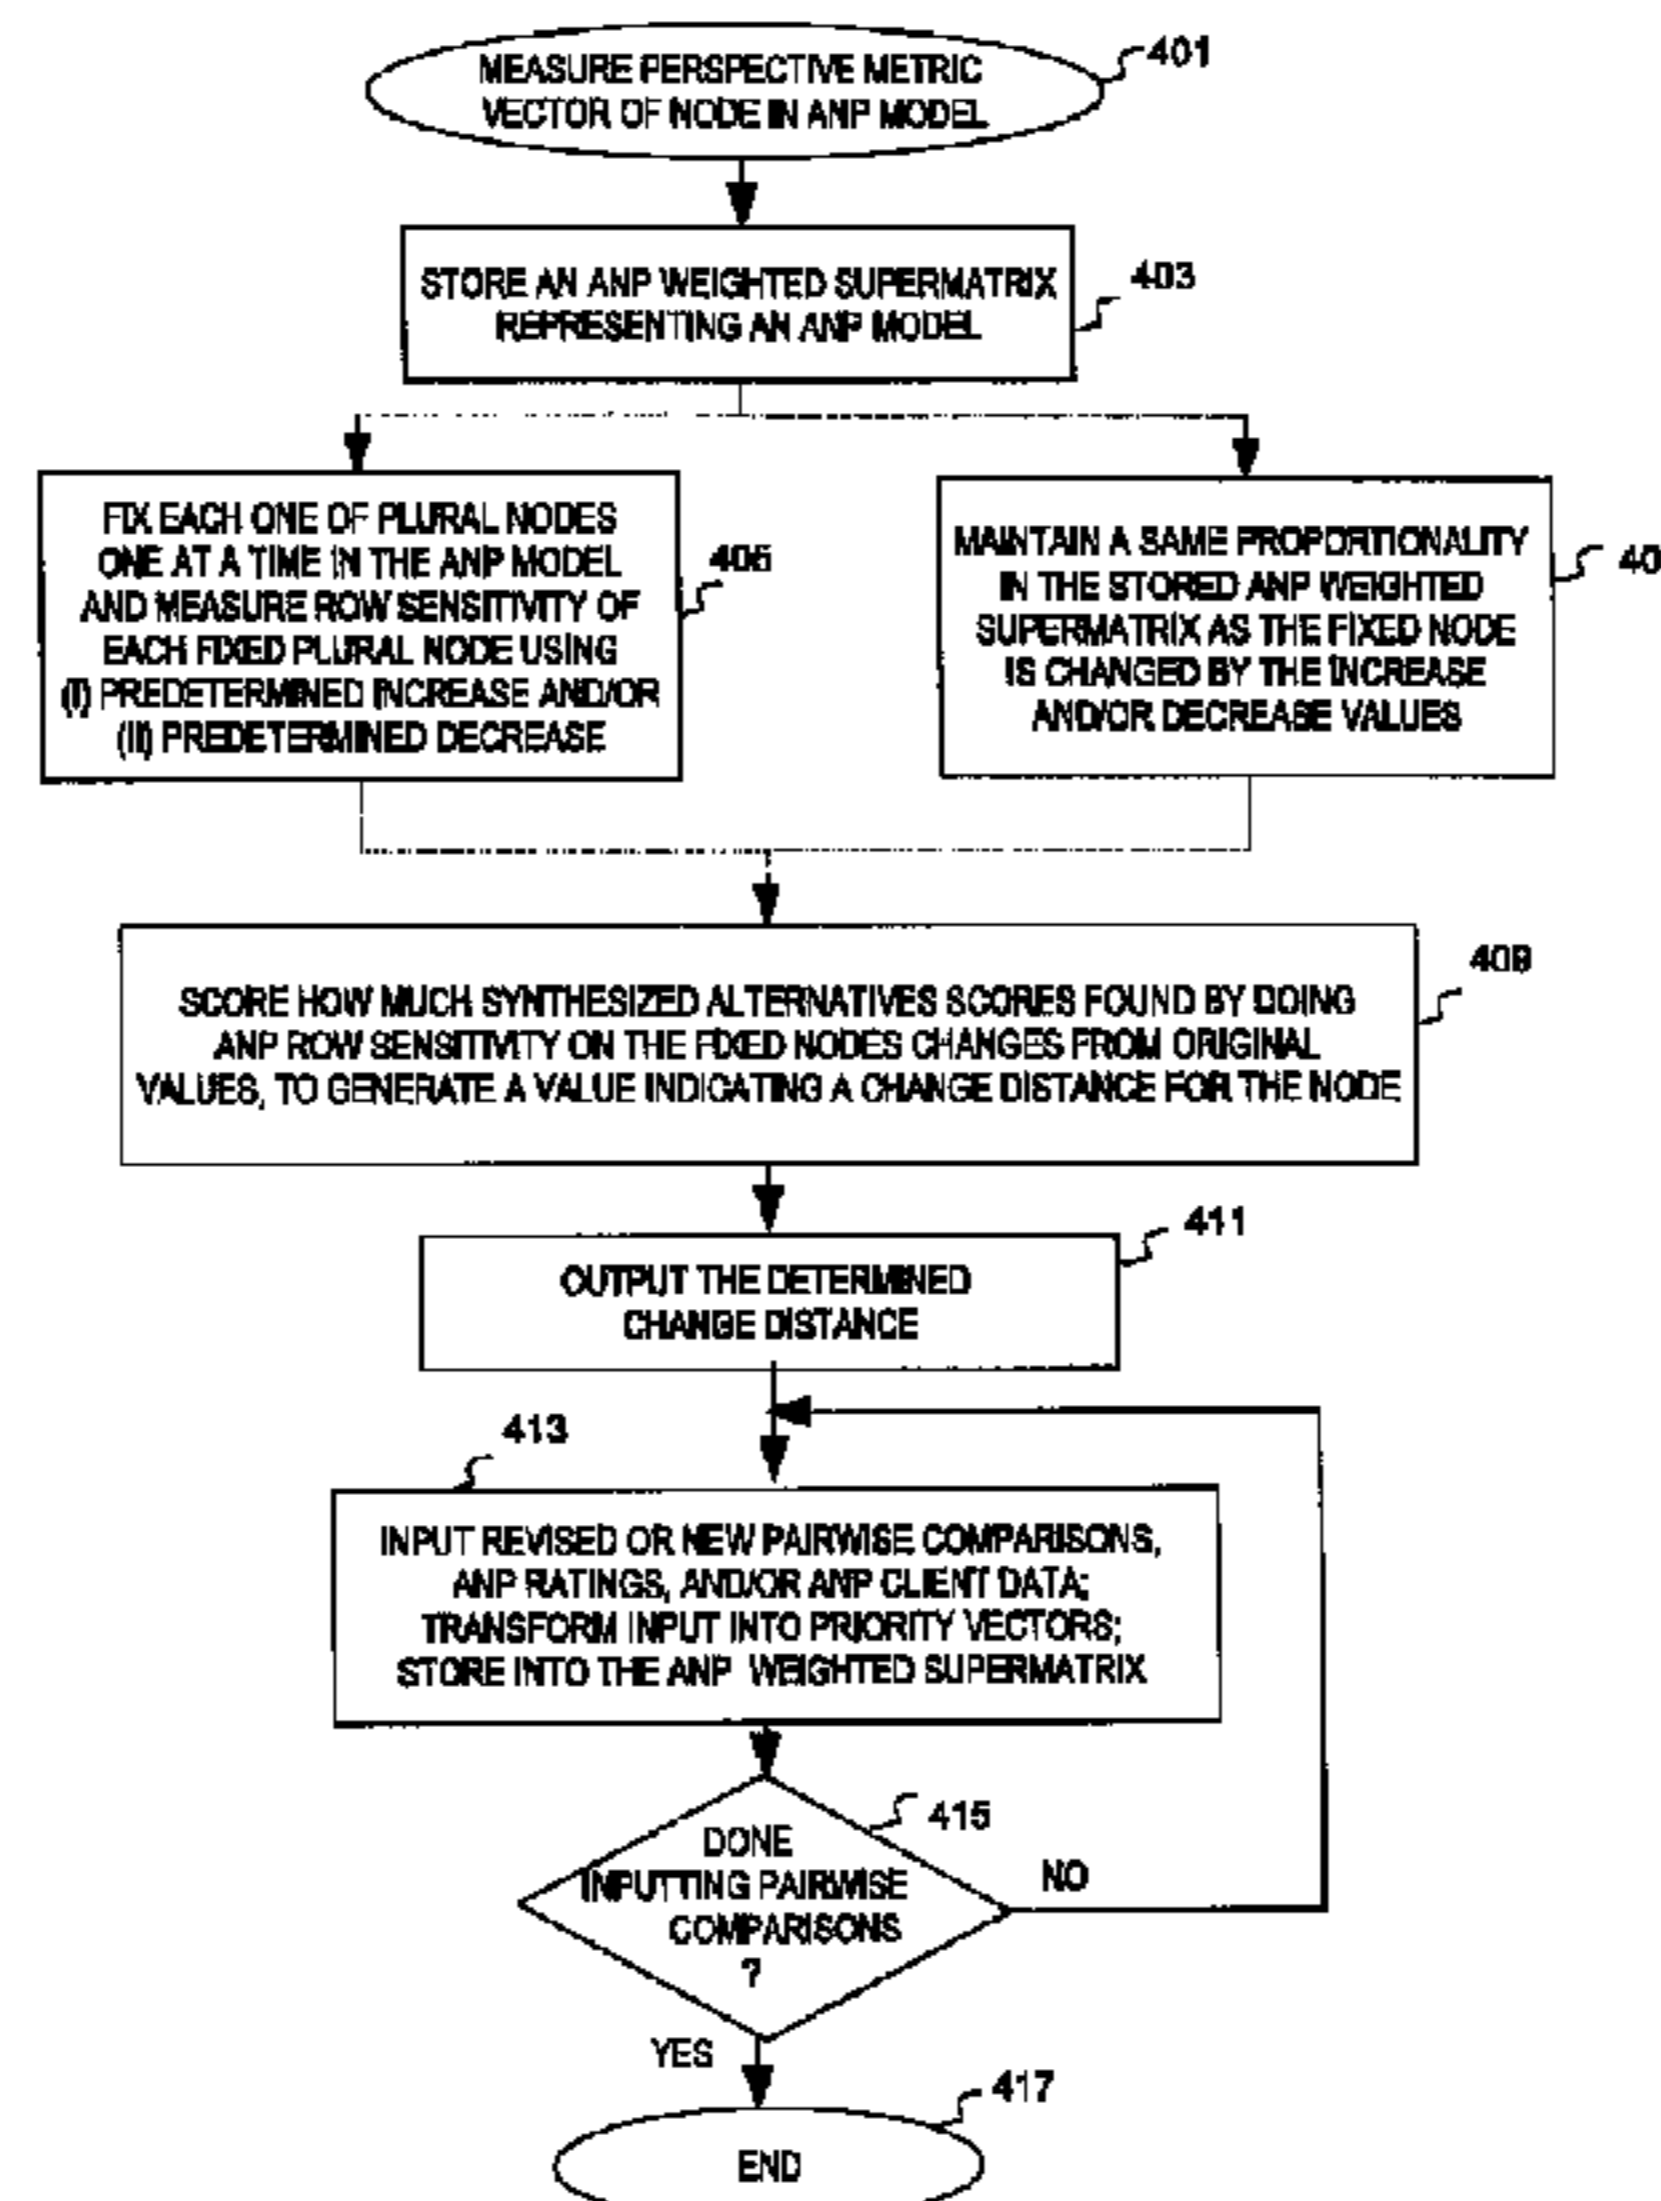 MEASURE PERSPECTIVE METRIC
VECTOR OF NODE IN ANP MODEL
401
STORE AN ANP WEIGHTED SUPERMATRIX
REPRESENTING AN ANP MODEL
403
FIX EACH ONE OF PLURAL NODES
ONE AT A TIME IN THE ANP MODEL
AND MEASURE ROW SENSITIVITY OF
EACH FIXED PLURAL NODE USING
(I) PREDETERMINED INCREASE AND/OR
(II) PREDETERMINED DECREASE
405
MAINTAIN A SAME PROPORTIONALITY
IN THE STORED ANP WEIGHTED
SUPERMATRIX AS THE FIXED NODE
IS CHANGED BY THE INCREASE
AND/OR DECREASE VALUES
40
SCORE HOW MUCH SYNTHESIZED ALTERNATIVES SCORES FOUND BY DOING
ANP ROW SENSITIVITY ON THE FIXED NODES CHANGES FROM ORIGINAL
VALUES, TO GENERATE A VALUE INDICATING A CHANGE DISTANCE FOR THE NODE
409
OUTPUT THE DETERMINED
CHANGE DISTANCE
411
413
INPUT REVISED OR NEW PAIRWISE COMPARISONS,
ANP RATINGS, AND/OR ANP CLIENT DATA;
TRANSFORM INPUT INTO PRIORITY VECTORS;
STORE INTO THE ANP WEIGHTED SUPERMATRIX
DONE
INPUTTING PAIRWISE
COMPARISONS
?
415
NO
YES
417
END